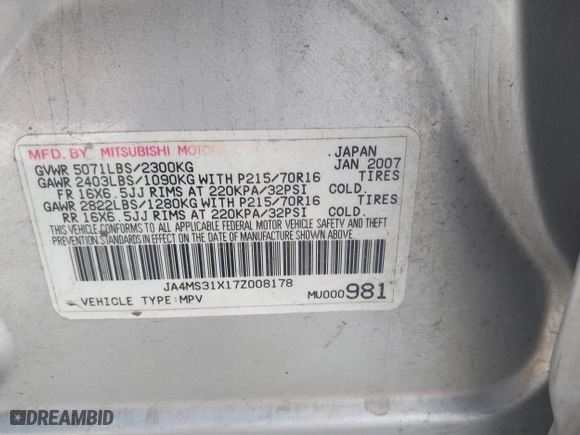 MFD. BY MITSUBISHI MOTORS JAPAN
GVWR 5071LBS/2300KG JAN 2007
GAWR 2403LBS/1090KG WITH P215/70R16 TIRES
FR 16X6.5JJ RIMS AT 220KPA/32PSI COLD.
GAWR 2822LBS/1280KG WITH P215/70R16 TIRES
RR 16X6.5JJ RIMS AT 220KPA/32PSI COLD.
THIS VEHICLE CONFORMS TO ALL APPLICABLE FEDERAL MOTOR VEHICLE SAFETY AND THEFT
PREVENTION STANDARDS IN EFFECT ON THE DATE OF MANUFACTURE SHOWN ABOVE.
JA4MS31X17Z008178
VEHICLE TYPE:MPV MU000981
DREAMBID